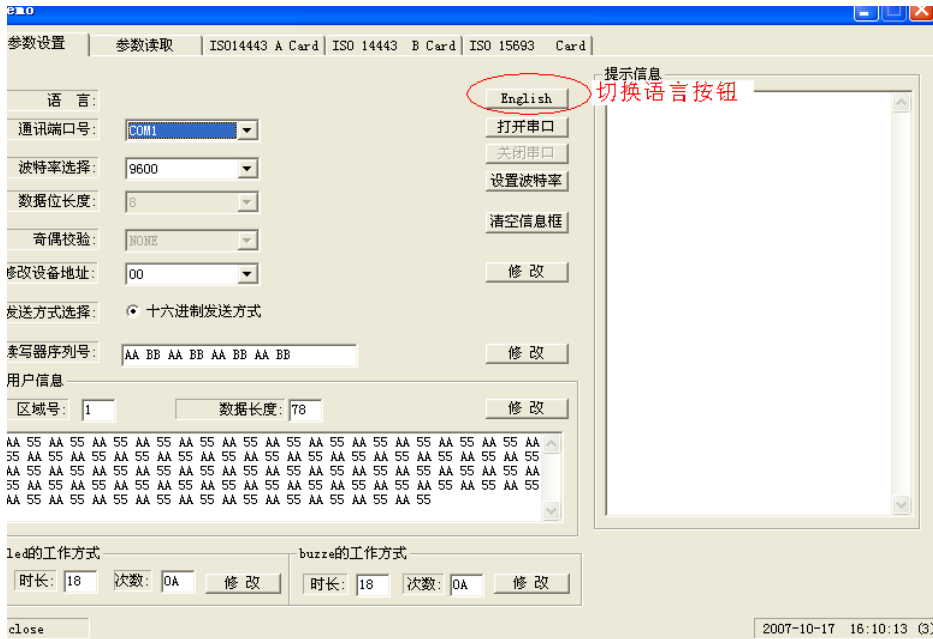 emo
参数设置 参数读取 ISO14443 A Card ISO 14443 B Card ISO 15693 Card
提示信息
语 言: English 切换语言按钮
通讯端口号: COM1 打开串口
关闭串口
波特率选择: 9600 设置波特率
数据位长度: 8
清空信息框
奇偶校验: NONE
修改设备地址: 00 修 改
发送方式选择: 十六进制发送方式
读写器序列号: AA BB AA BB AA BB AA BB 修 改
用户信息
区域号: 1 数据长度: 78 修 改
AA 55 AA 55 AA 55 AA 55 AA 55 AA 55 AA 55 AA 55 AA 55 AA 55 AA 55 AA 55 AA
55 AA 55 AA 55 AA 55 AA 55 AA 55 AA 55 AA 55 AA 55 AA 55 AA 55 AA 55 AA 55
AA 55 AA 55 AA 55 AA 55 AA 55 AA 55 AA 55 AA 55 AA 55 AA 55 AA 55 AA 55 AA
55 AA 55 AA 55 AA 55 AA 55 AA 55 AA 55 AA 55 AA 55 AA 55 AA 55 AA 55 AA 55
AA 55 AA 55 AA 55 AA 55 AA 55 AA 55 AA 55 AA 55 AA 55 AA 55
led的工作方式 buzze的工作方式
时长: 18 次数: 0A 修 改 时长: 18 次数: 0A 修 改
close 2007-10-17 16:10:13 (3)